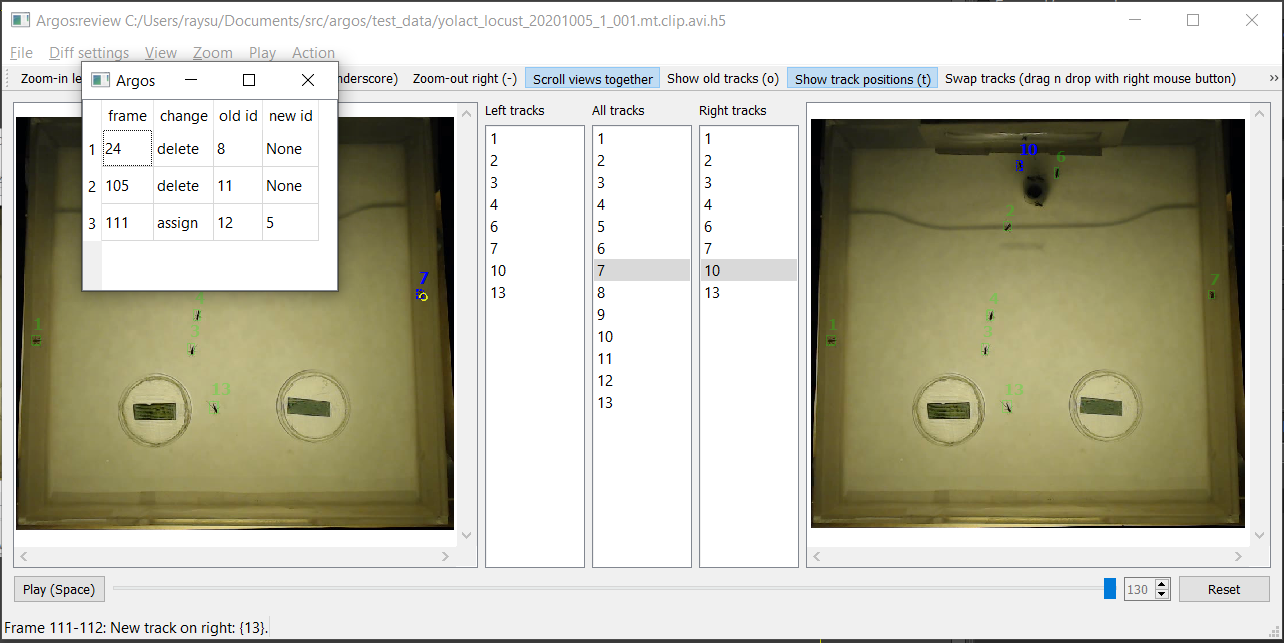 Argos:review C:/Users/raysu/Documents/src/argos/test_data/yolact_locust_20201005_1_001.mt.clip.avi.h5
File Diff settings View Zoom Play Action
Zoom-in le
nderscore) Zoom-out right (-) Scroll views together Show old tracks (o) Show track positions (t) Swap tracks (drag n drop with right mouse button) »
Argos
frame change old id new id
1 24 delete 8 None
2 105 delete 11 None
3 111 assign 12 5
7
1
13
Left tracks
1
2
3
4
6
7
10
13
All tracks
1
2
3
4
5
6
7
8
9
10
11
12
13
Right tracks
1
2
3
4
6
7
10
13
10
6
2
7
4
3
1
13
Play (Space) 130 Reset
Frame 111-112: New track on right: {13}.